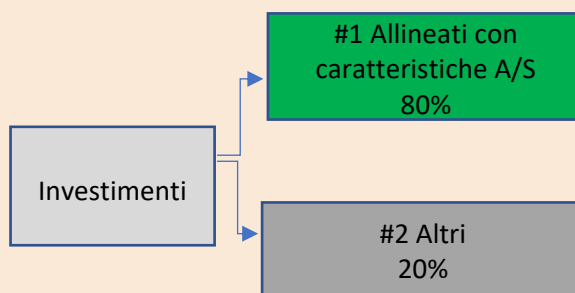 #1 Allineati con
caratteristiche A/S
80%
Investimenti
#2 Altri
20%